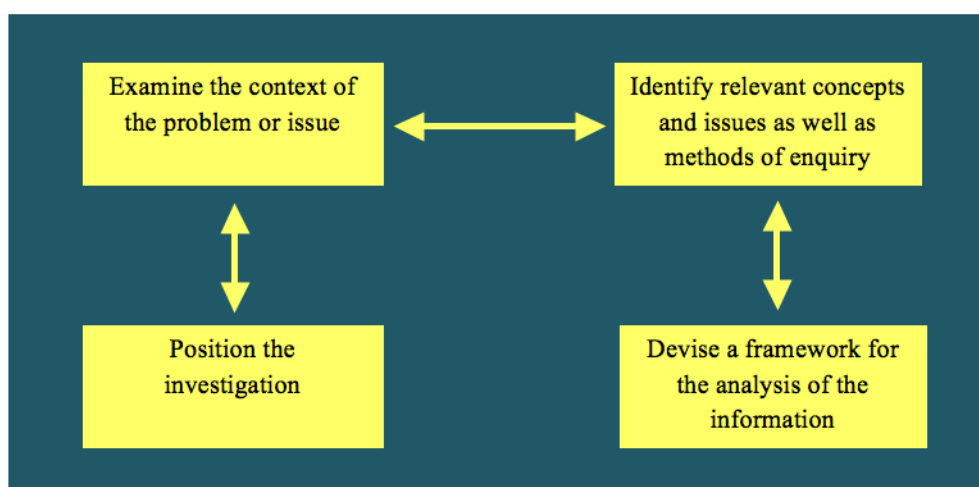 Examine the context of
the problem or issue
Identify relevant concepts
and issues as well as
methods of enquiry
Position the
investigation
Devise a framework for
the analysis of the
information